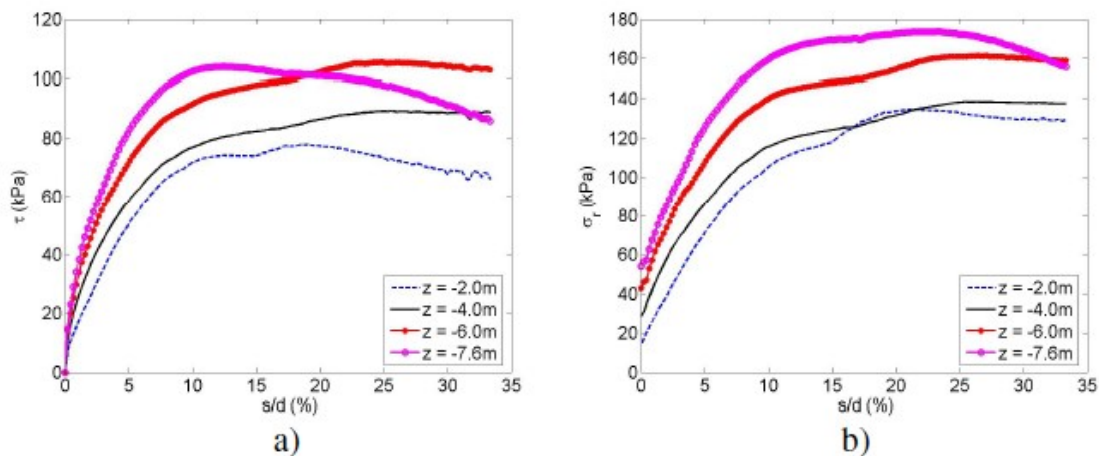 120
100
80
60
40
20
0
τ (kPa)
0 5 10 15 20 25 30 35
s/d (%)
z = -2.0m
z = -4.0m
z = -6.0m
z = -7.6m
a)
180
160
140
120
100
80
60
40
20
0
σr (kPa)
0 5 10 15 20 25 30 35
s/d (%)
z = -2.0m
z = -4.0m
z = -6.0m
z = -7.6m
b)